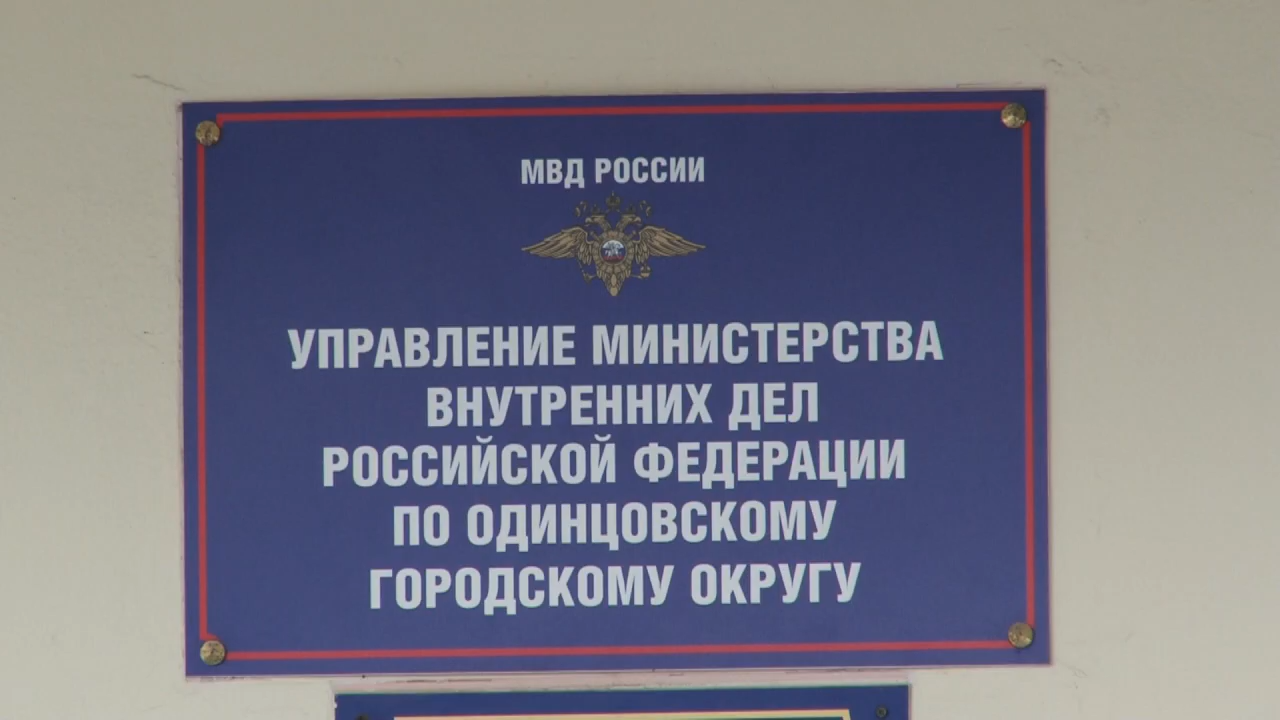 МВД РОССИИ
УПРАВЛЕНИЕ МИНИСТЕРСТВА
ВНУТРЕННИХ ДЕЛ
РОССИЙСКОЙ ФЕДЕРАЦИИ
ПО ОДИНЦОВСКОМУ
ГОРОДСКОМУ ОКРУГУ